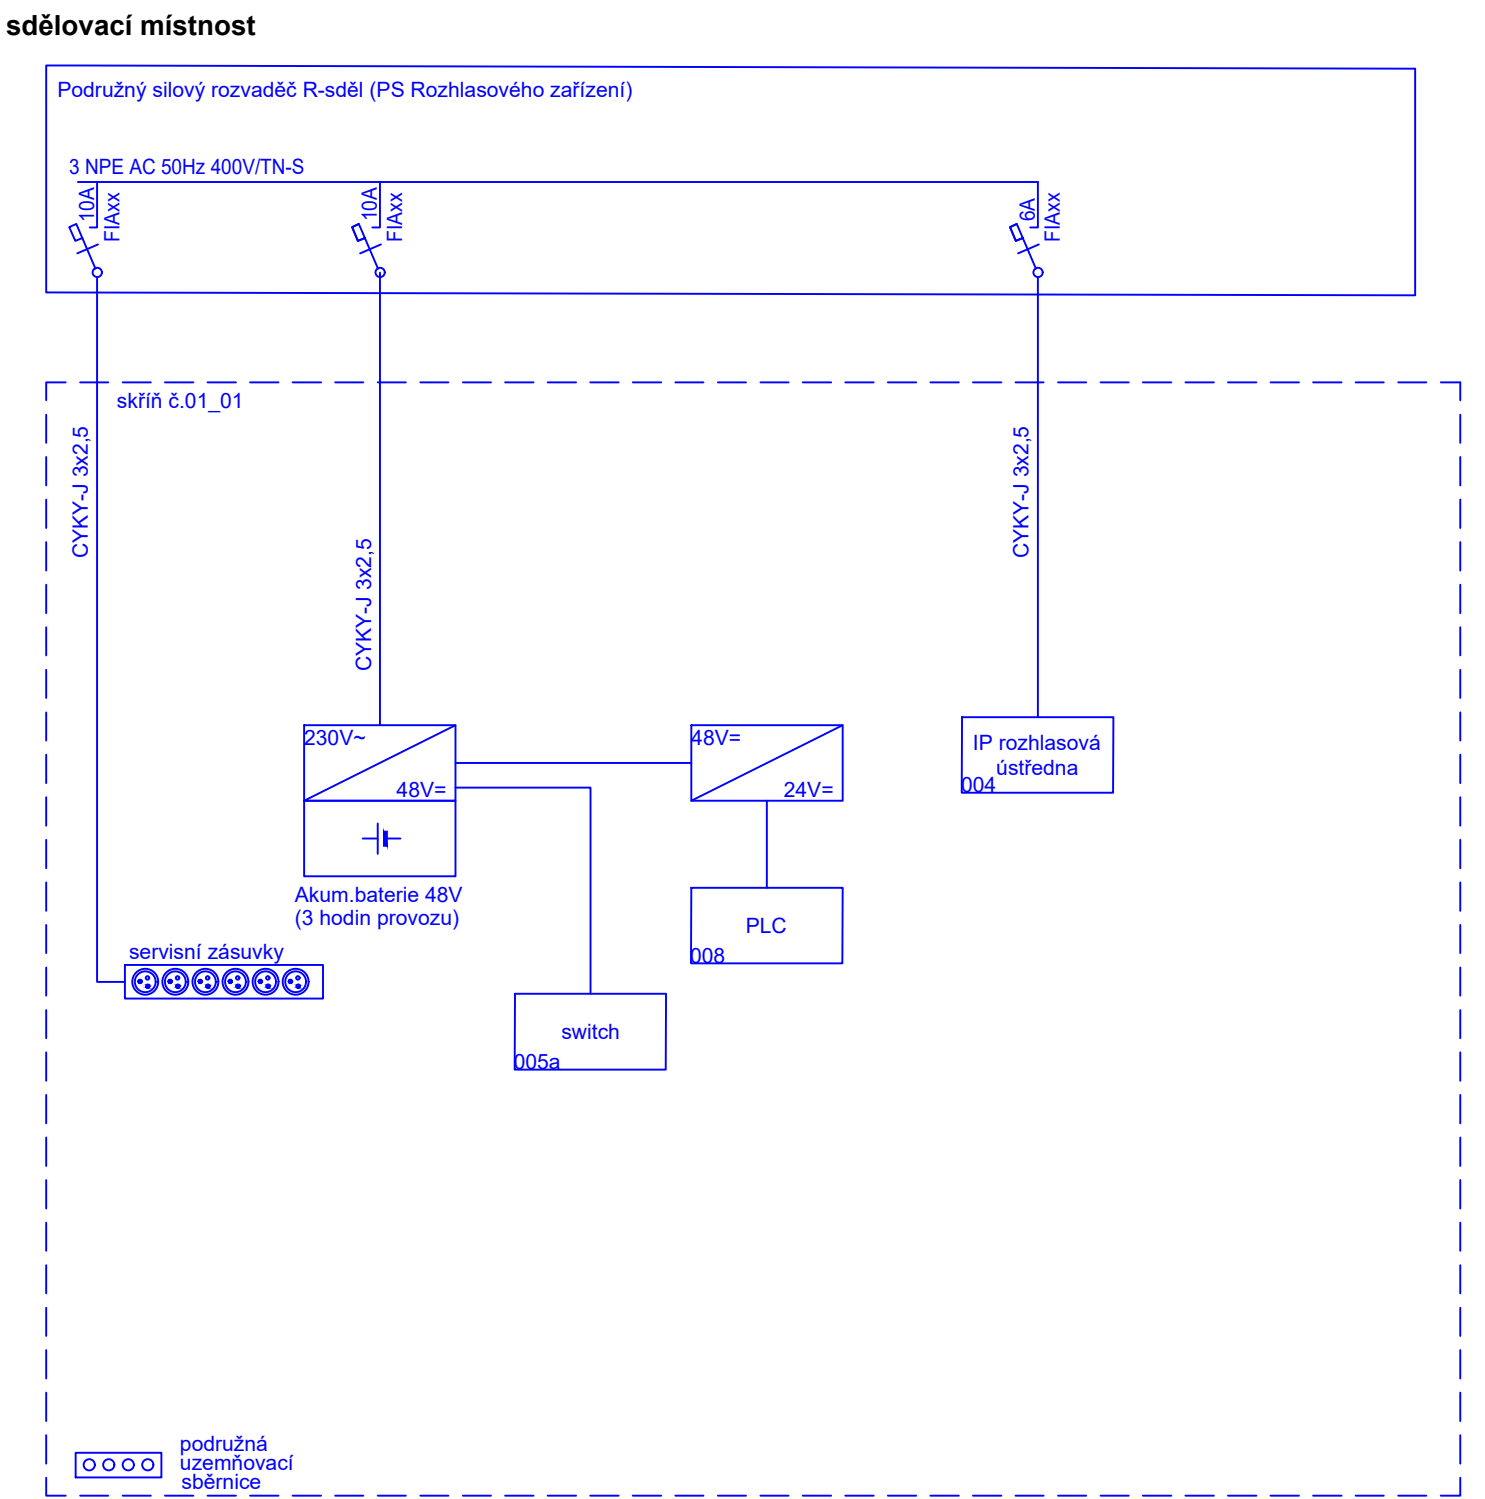 sdělovací místnost
Podružný silový rozvaděč R-sděl (PS Rozhlasového zařízení)
3 NPE AC 50Hz 400V/TN-S
10A
FIAxx
10A
FIAxx
6A
FIAxx
skříň č.01_01
CYKY-J 3x2,5
CYKY-J 3x2,5
CYKY-J 3x2,5
230V~
48V=
48V=
24V=
IP rozhlasová
ústředna
004
Akum.baterie 48V
(3 hodin provozu)
PLC
008
servisní zásuvky
switch
005a
podružná
uzemňovací
sběrnice